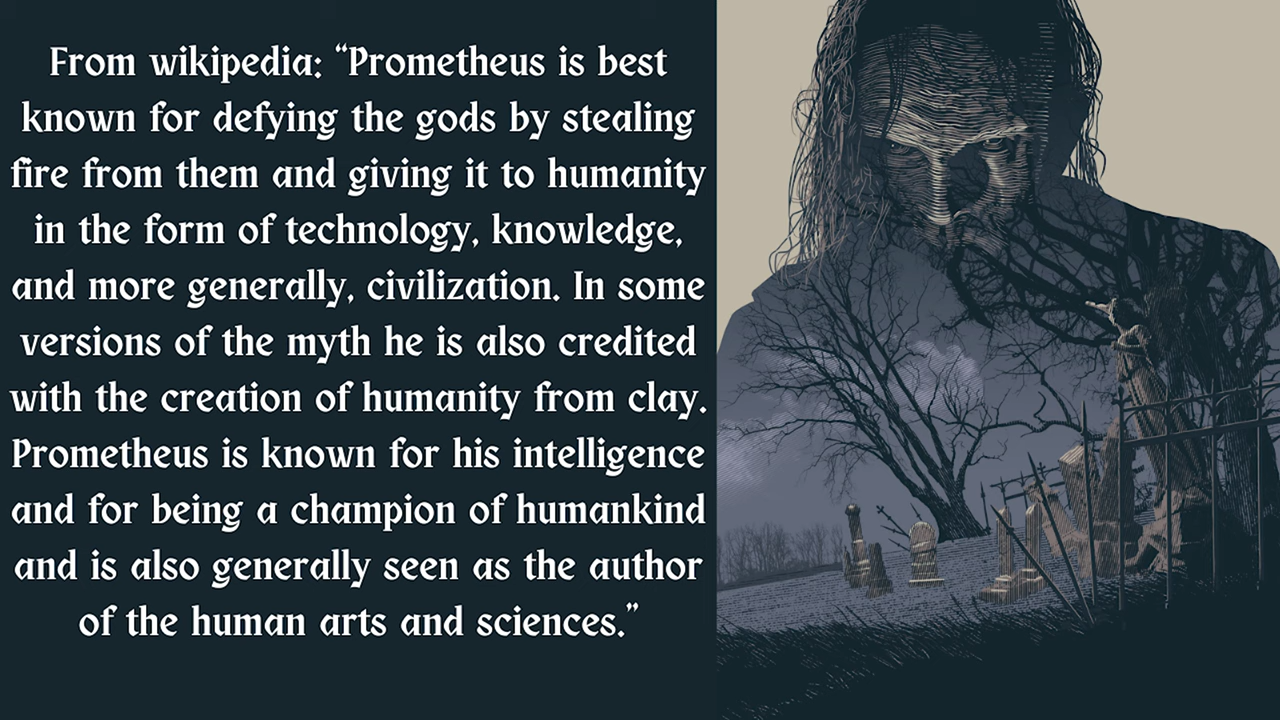 From wikipedia: “Prometheus is best
known for defying the gods by stealing
fire from them and giving it to humanity
in the form of technology, knowledge,
and more generally, civilization. In some
versions of the myth he is also credited
with the creation of humanity from clay.
Prometheus is known for his intelligence
and for being a champion of humankind
and is also generally seen as the author
of the human arts and sciences.”